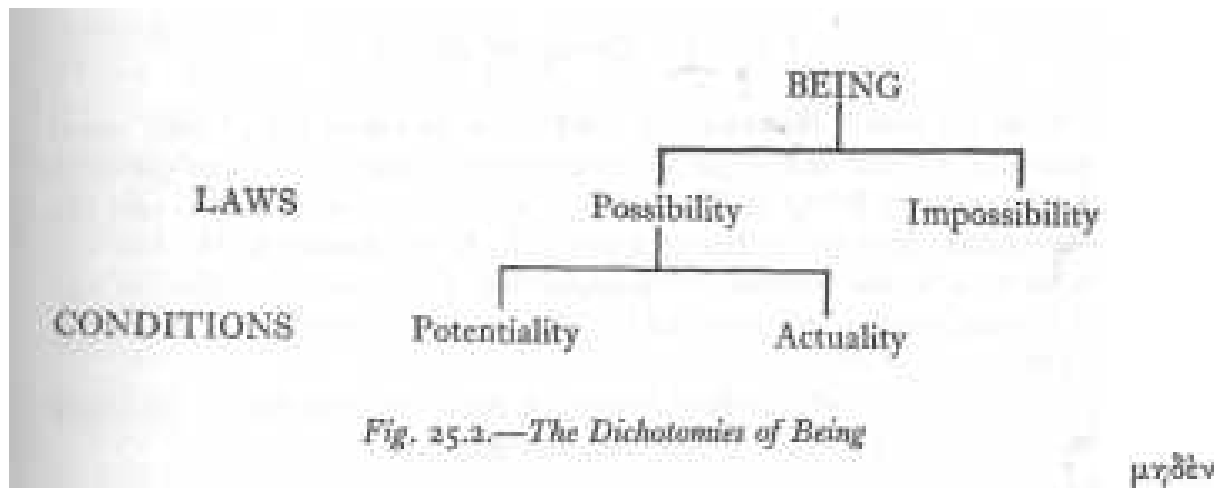 BEING
LAWS Possibility Impossibility
CONDITIONS Potentiality Actuality
Fig. 25.2.—The Dichotomies of Being